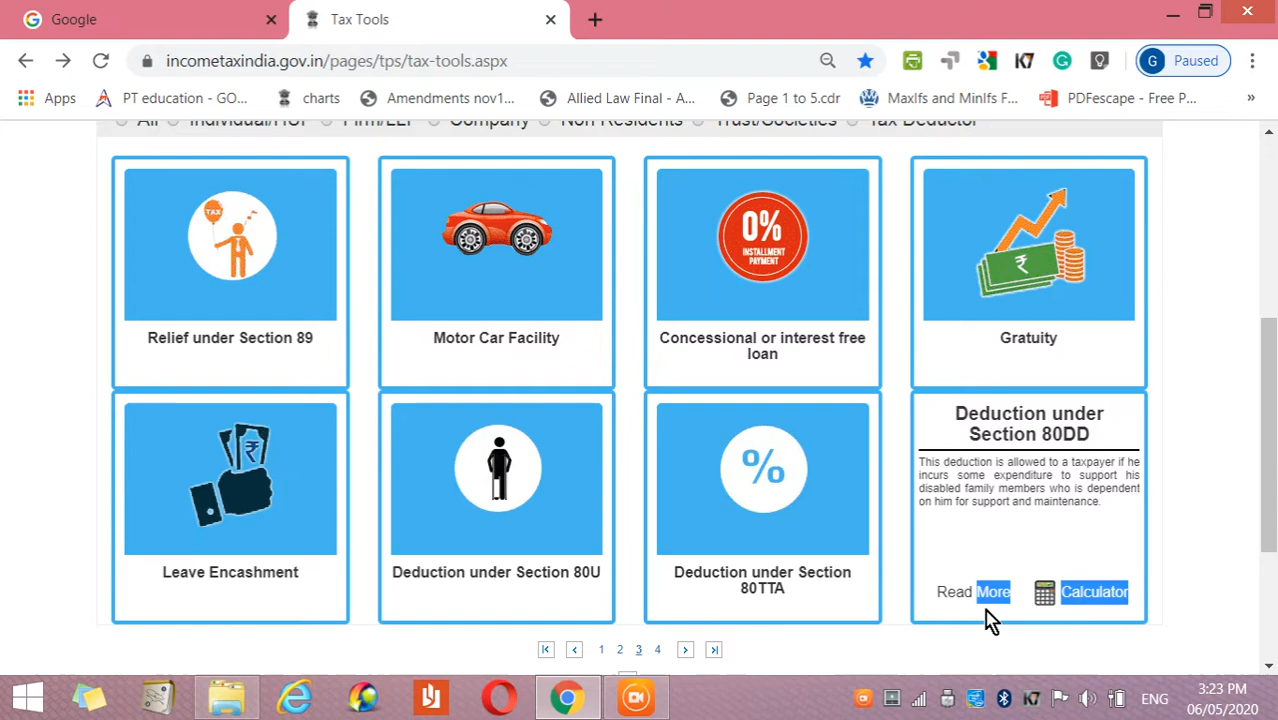 Google
Tax Tools
incometaxindia.gov.in/pages/tps/tax-tools.aspx
G Paused
Apps
PT education - GO...
charts
Amendments nov1...
Allied Law Final - A...
Page 1 to 5.cdr
MaxIfs and MinIfs F...
PDFescape - Free P...
»
All Individual/HUF Firm/LLP Company Non Residents Trust/Societies Tax Deductor
TAX
0%
INSTALLMENT
PAYMENT
₹
Relief under Section 89
Motor Car Facility
Concessional or interest free
loan
Gratuity
₹
%
Leave Encashment
Deduction under Section 80U
Deduction under Section
80TTA
Deduction under
Section 80DD
This deduction is allowed to a taxpayer if he
incurs some expenditure to support his
disabled family members who is dependent
on him for support and maintenance.
Read More
Calculator
1 2 3 4
ENG
3:23 PM
06/05/2020